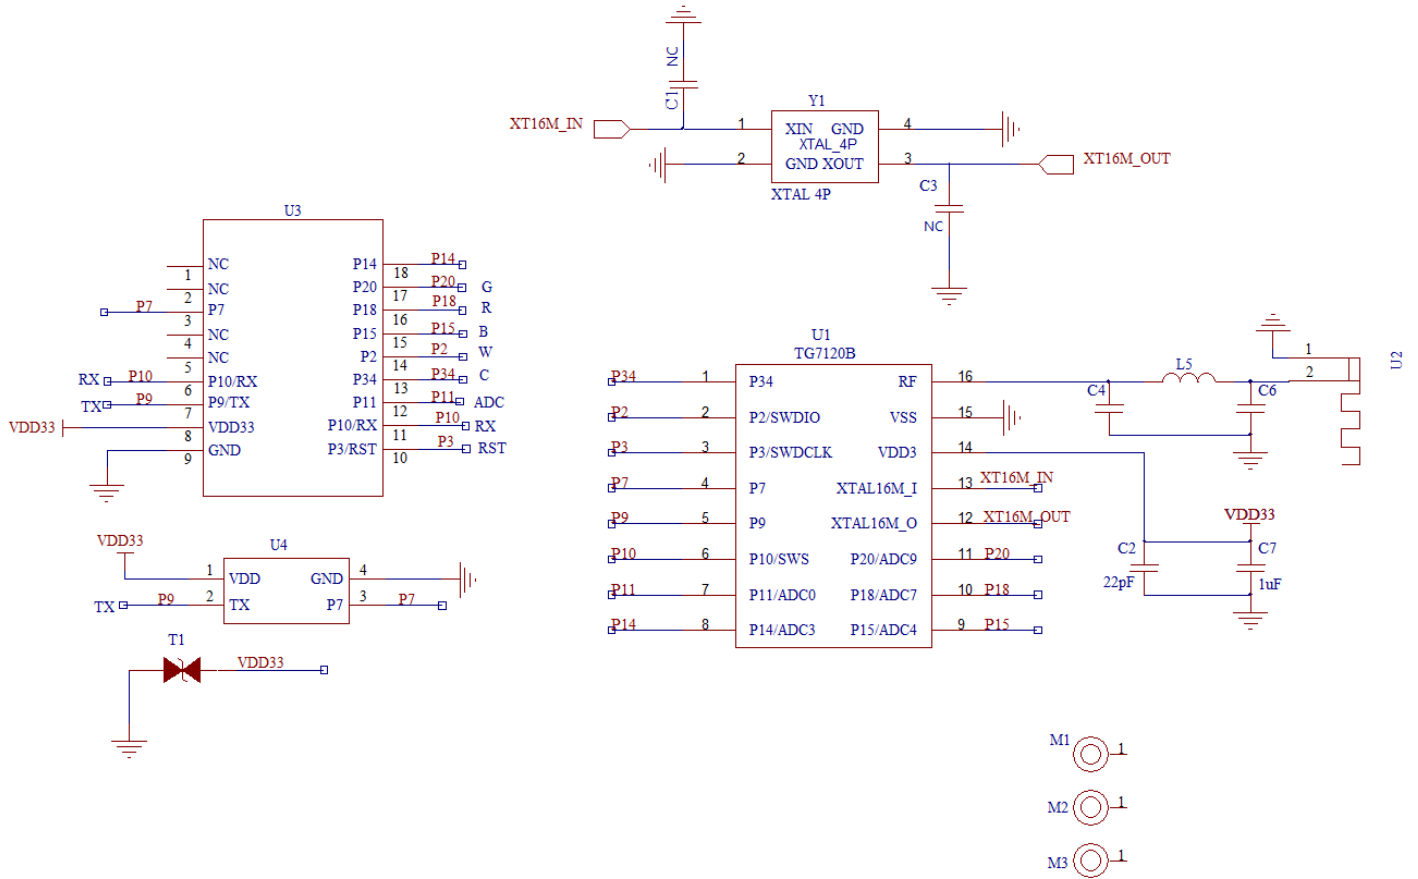 NC
C1
Y1
XT16M_IN
1
XIN GND
4
XTAL_4P
2
GND XOUT
3
XT16M_OUT
XTAL 4P
C3
NC
U3
NC
1
NC
2
P7
P7
3
NC
4
NC
5
RX
P10
P10/RX
6
TX
P9
P9/TX
7
VDD33
VDD33
8
GND
9
P14
P14
18
P20
P20
G
17
P18
P18
R
16
P15
P15
B
15
P2
P2
W
14
P34
P34
C
13
P11
P11
ADC
12
P10/RX
P10
RX
11
P3/RST
P3
RST
10
VDD33
U4
1
VDD
GND
4
TX
P9
2
TX
P7
3
P7
T1
VDD33
U1
TG7120B
P34
1
P34
RF
16
P2
2
P2/SWDIO
VSS
15
P3
3
P3/SWDCLK
VDD3
14
P7
4
P7
XTAL16M_I
13
XT16M_IN
P9
5
P9
XTAL16M_O
12
XT16M_OUT
P10
6
P10/SWS
P20/ADC9
11
P20
P11
7
P11/ADC0
P18/ADC7
10
P18
P14
8
P14/ADC3
P15/ADC4
9
P15
C4
L5
C6
1
2
U2
VDD33
C2
22pF
C7
1uF
M1
1
M2
1
M3
1